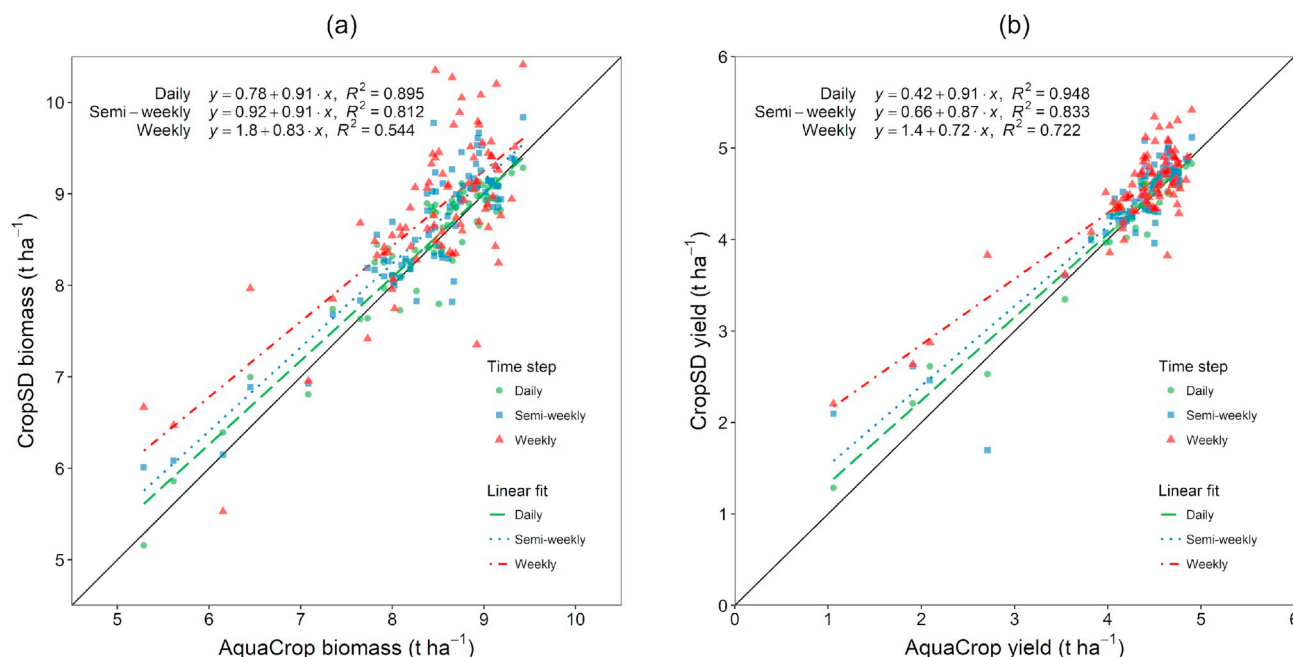 (a)
Daily y = 0.78 + 0.91 · x, R² = 0.895
Semi − weekly y = 0.92 + 0.91 · x, R² = 0.812
Weekly y = 1.8 + 0.83 · x, R² = 0.544
10
9
8
7
6
5
CropSD biomass (t ha⁻¹)
Time step
Daily
Semi-weekly
Weekly
Linear fit
Daily
Semi-weekly
Weekly
5 6 7 8 9 10
AquaCrop biomass (t ha⁻¹)
(b)
Daily y = 0.42 + 0.91 · x, R² = 0.948
Semi − weekly y = 0.66 + 0.87 · x, R² = 0.833
Weekly y = 1.4 + 0.72 · x, R² = 0.722
6
5
4
3
2
1
0
CropSD yield (t ha⁻¹)
Time step
Daily
Semi-weekly
Weekly
Linear fit
Daily
Semi-weekly
Weekly
0 1 2 3 4 5 6
AquaCrop yield (t ha⁻¹)